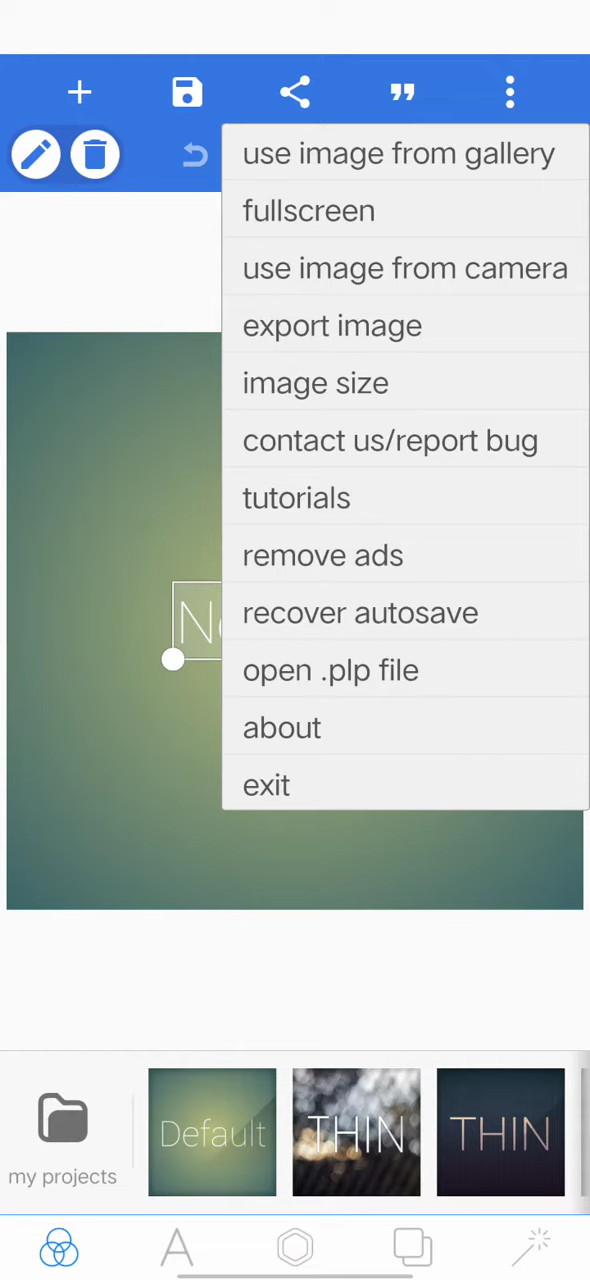 use image from gallery
fullscreen
use image from camera
export image
image size
contact us/report bug
tutorials
remove ads
recover autosave
open .plp file
about
exit
my projects
Default
THIN
THIN
A